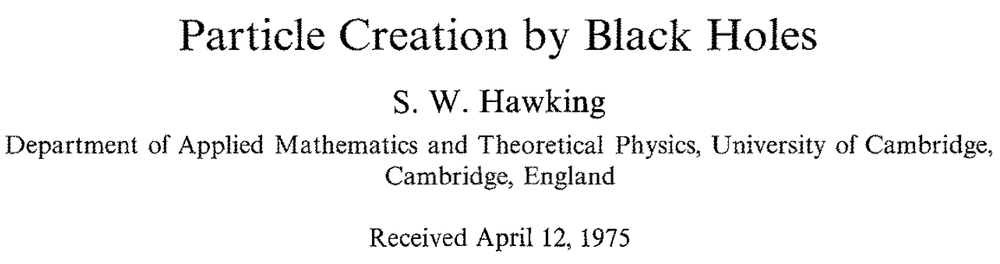 Particle Creation by Black Holes
S. W. Hawking
Department of Applied Mathematics and Theoretical Physics, University of Cambridge,
Cambridge, England
Received April 12, 1975